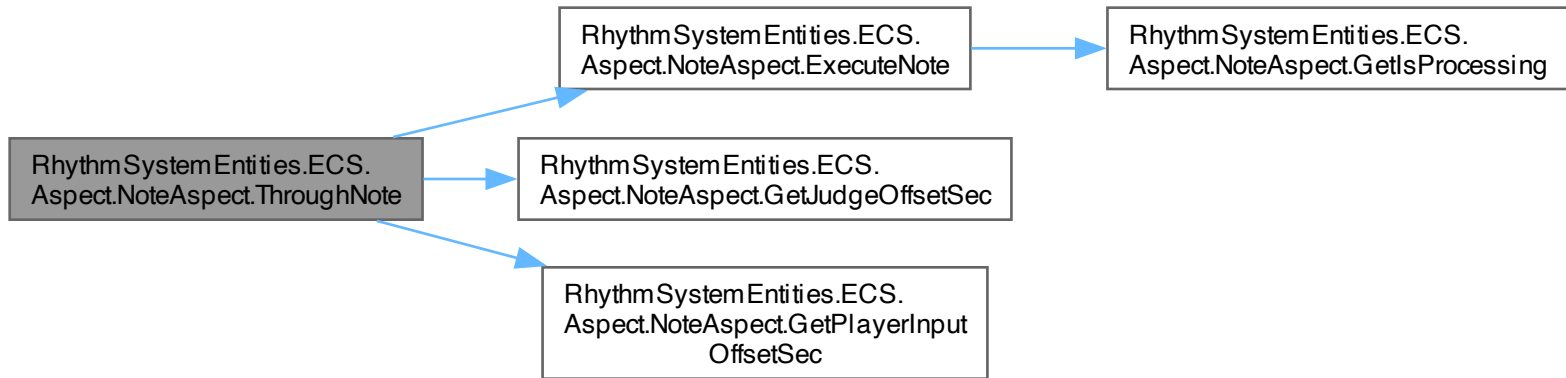 RhythmSystemEntities.ECS.
Aspect.NoteAspect.ThroughNote
RhythmSystemEntities.ECS.
Aspect.NoteAspect.ExecuteNote
RhythmSystemEntities.ECS.
Aspect.NoteAspect.GetIsProcessing
RhythmSystemEntities.ECS.
Aspect.NoteAspect.GetJudgeOffsetSec
RhythmSystemEntities.ECS.
Aspect.NoteAspect.GetPlayerInput
OffsetSec